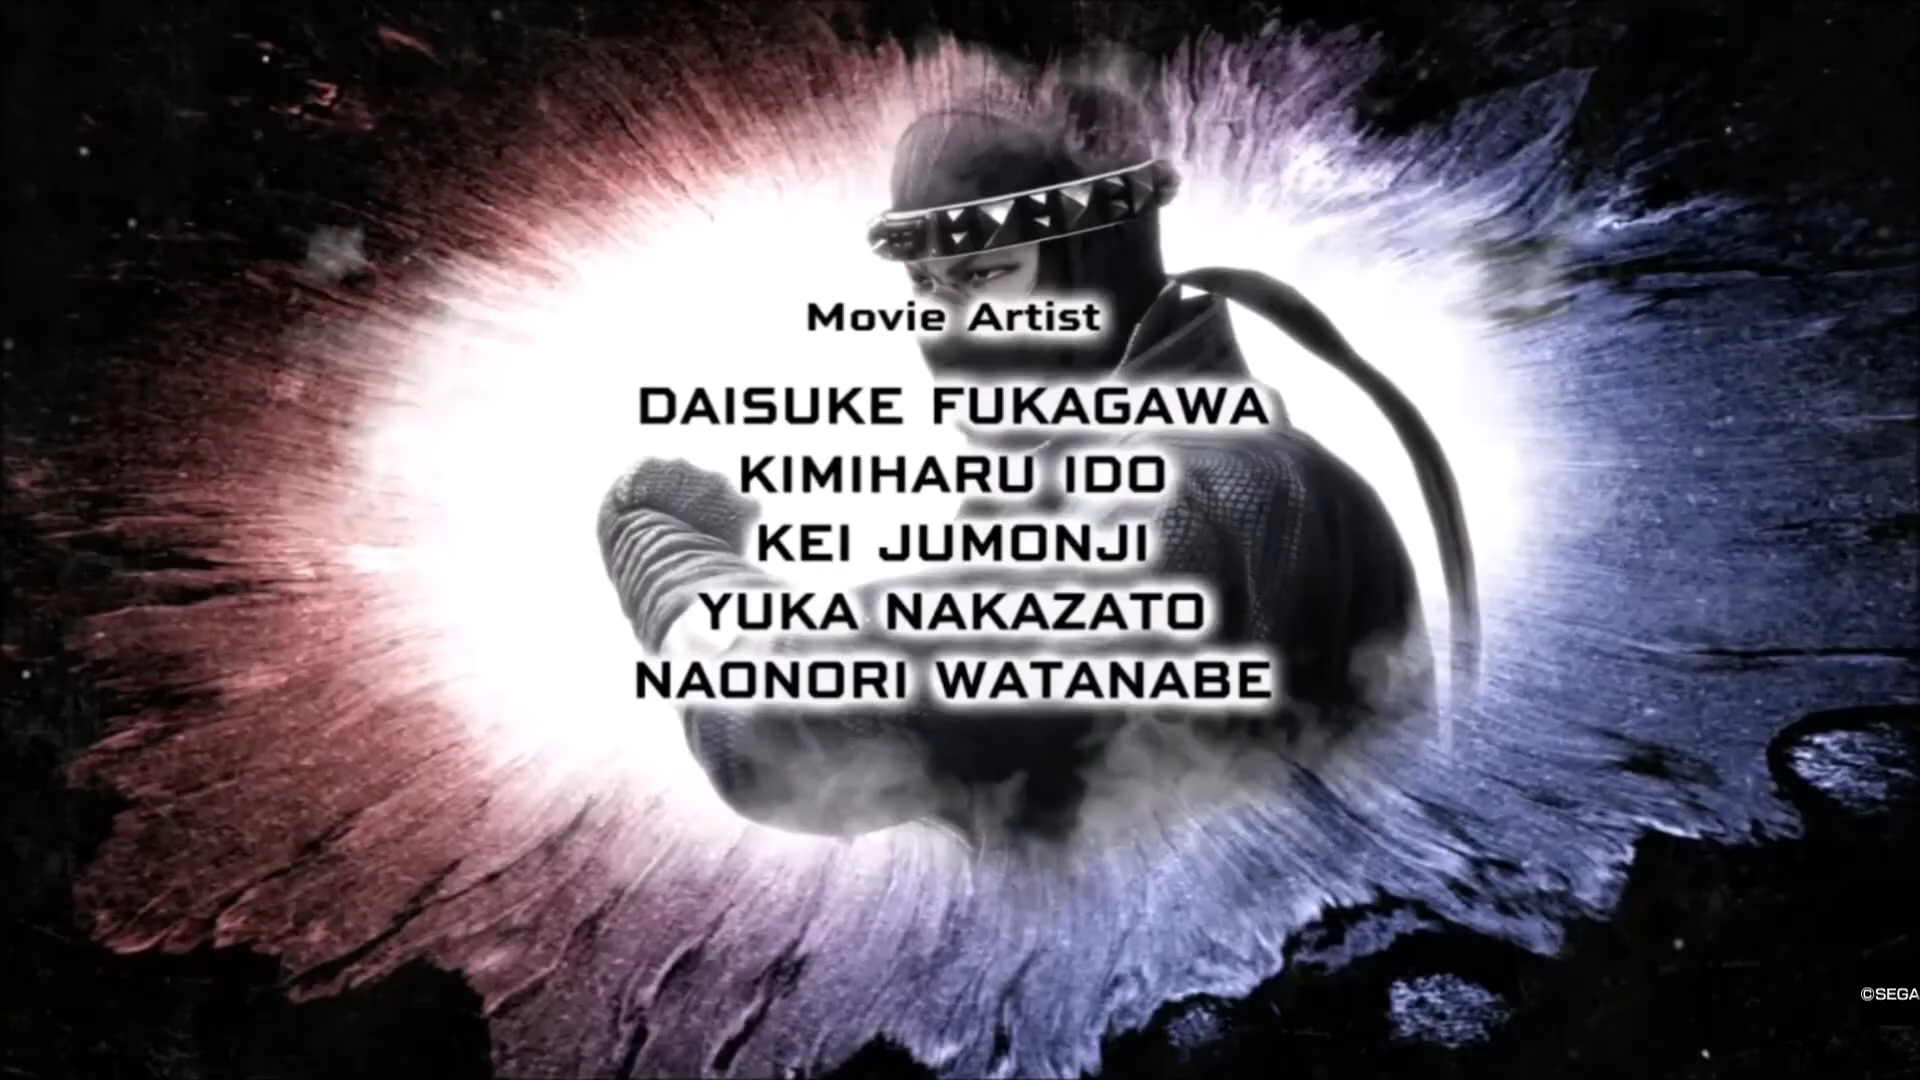 Movie Artist
DAISUKE FUKAGAWA
KIMIHARU IDO
KEI JUMONJI
YUKA NAKAZATO
NAONORI WATANABE
©SEGA